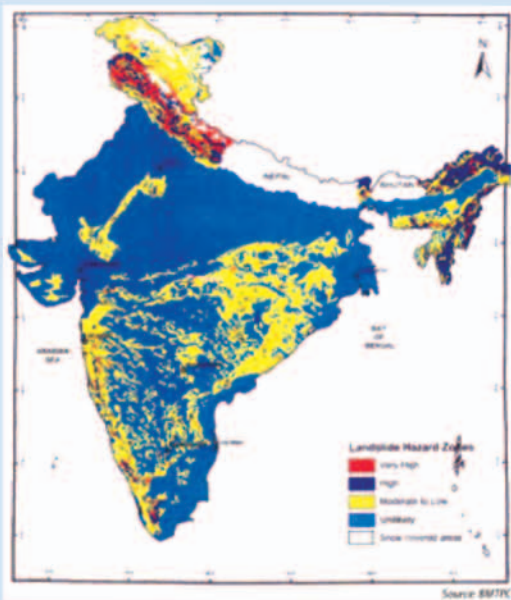 N
NEPAL
BHUTAN
ARABIAN
SEA
BAY
OF
BENGAL
Landslide Hazard Zones
Very High
High
Moderate to Low
Unlikely
Snow covered areas
Source: BMTPC